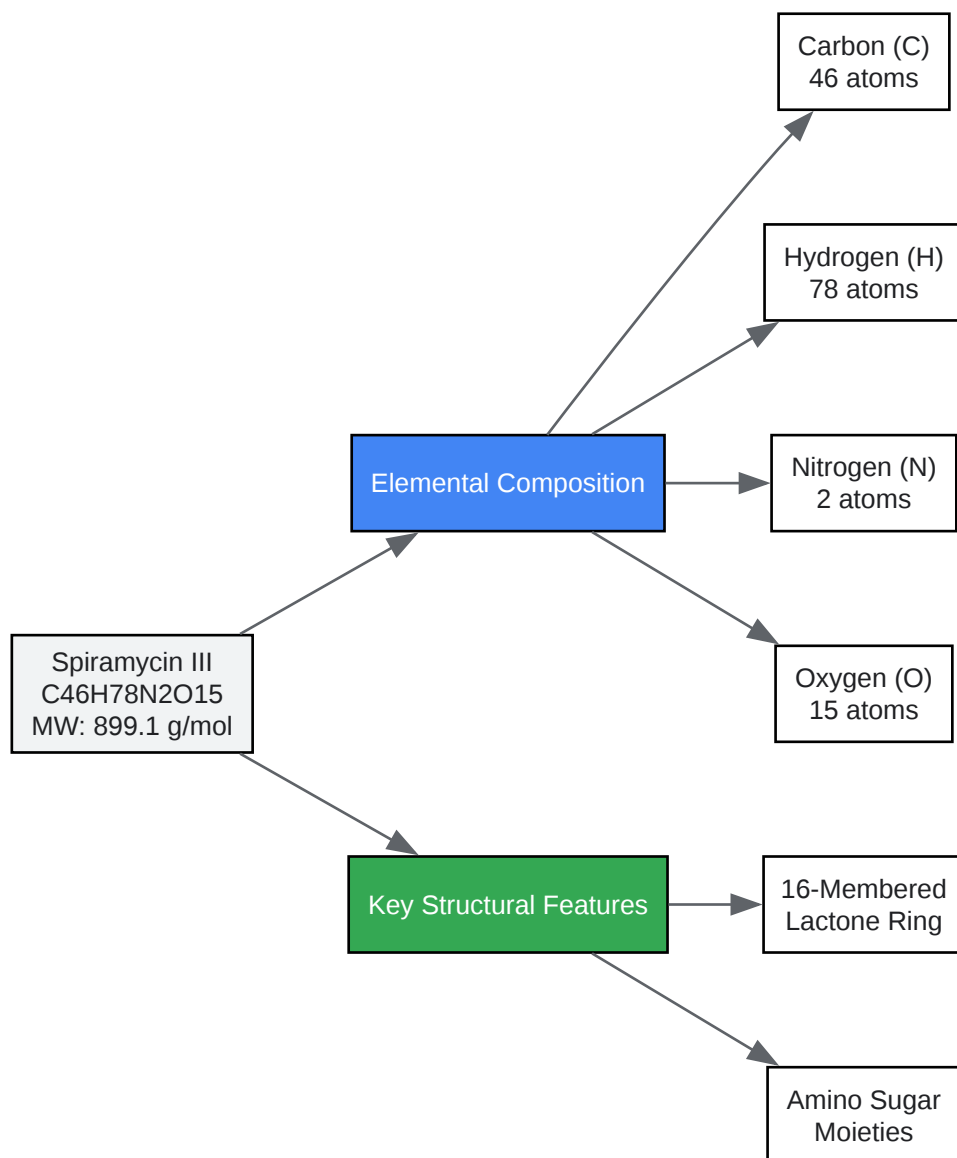 Carbon (C)
46 atoms
Hydrogen (H)
78 atoms
Elemental Composition
Nitrogen (N)
2 atoms
Spiramycin III
C46H78N2O15
MW: 899.1 g/mol
Oxygen (O)
15 atoms
Key Structural Features
16-Membered
Lactone Ring
Amino Sugar
Moieties